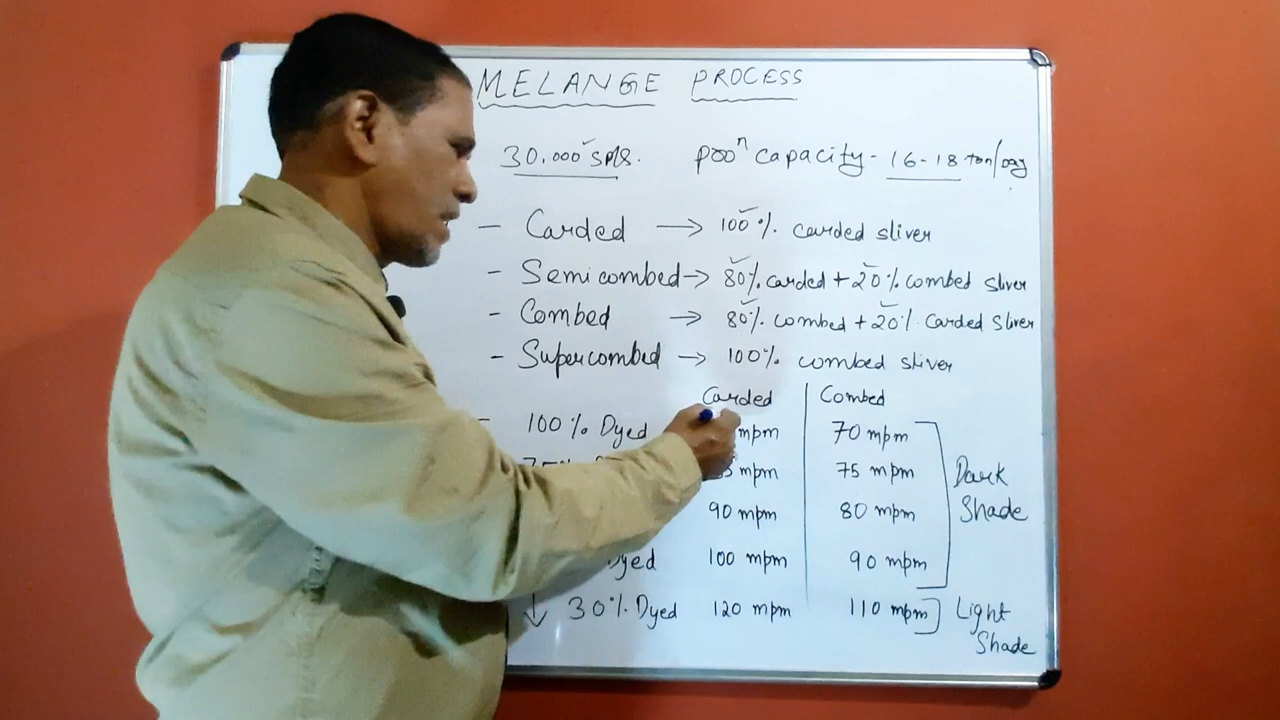 MELANGE PROCESS
30,000 spls. prodⁿ capacity - 16-18 ton/day
- Carded → 100% carded sliver
- Semicombed → 80% carded + 20% combed sliver
- Combed → 80% combed + 20% carded sliver
- Supercombed → 100% combed sliver
Carded | Combed
- 100% Dyed mpm 70 mpm
mpm 75 mpm Dark
90 mpm 80 mpm Shade
Dyed 100 mpm 90 mpm
↓ 30% Dyed 120 mpm 110 mpm Light
Shade